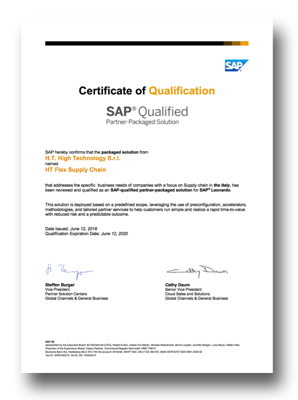 SAP
Certificate of Qualification
SAP® Qualified
Partner-Packaged Solution
SAP hereby confirms that the packaged solution from
H.T. High Technology S.r.l.
named
HT Flex Supply Chain
that addresses the specific business needs of companies with a focus on Supply chain in the Italy, has
been reviewed and qualified as an SAP-qualified partner-packaged solution for SAP® Leonardo.
This solution is deployed based on a predefined scope, leveraging the use of preconfiguration, accelerators,
methodologies, and tailored partner services to help customers run simple and realize a rapid time-to-value
with reduced risk and a predictable outcome.
Date Issued: June 12, 2018
Qualification Expiration Date: June 12, 2020
Steffen Burger
Vice President
Partner Solution Centers
Global Channels & General Business
Cathy Daum
Cathy Daum
Senior Vice President
Cloud Sales and Solutions
Global Channels & General Business
SAP SE